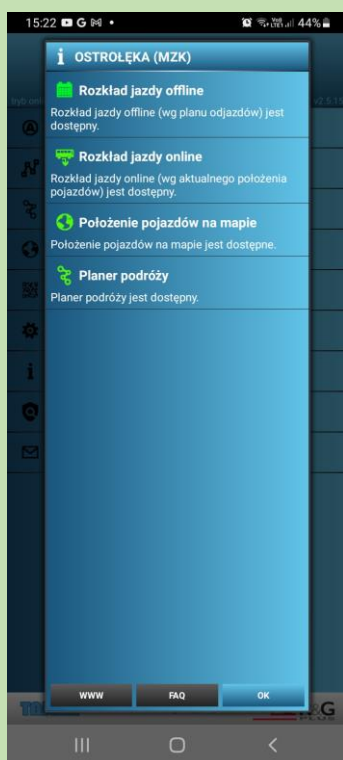 15:22 G M • 44%
i OSTROŁĘKA (MZK)
Rozkład jazdy offline
Rozkład jazdy offline (wg planu odjazdów) jest
dostępny.
Rozkład jazdy online
Rozkład jazdy online (wg aktualnego położenia
pojazdów) jest dostępny.
Położenie pojazdów na mapie
Położenie pojazdów na mapie jest dostępne.
Planer podróży
Planer podróży jest dostępny.
WWW FAQ OK
&G
PLUS